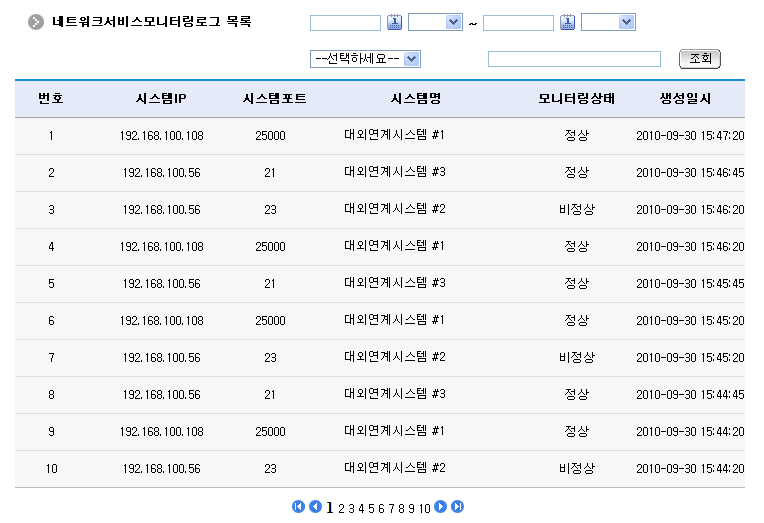 네트워크서비스모니터링로그 목록 ~
--선택하세요-- 조회
번호 시스템IP 시스템포트 시스템명 모니터링상태 생성일시
1 192.168.100.108 25000 대외연계시스템 #1 정상 2010-09-30 15:47:20
2 192.168.100.56 21 대외연계시스템 #3 정상 2010-09-30 15:46:45
3 192.168.100.56 23 대외연계시스템 #2 비정상 2010-09-30 15:46:20
4 192.168.100.108 25000 대외연계시스템 #1 정상 2010-09-30 15:46:20
5 192.168.100.56 21 대외연계시스템 #3 정상 2010-09-30 15:45:45
6 192.168.100.108 25000 대외연계시스템 #1 정상 2010-09-30 15:45:20
7 192.168.100.56 23 대외연계시스템 #2 비정상 2010-09-30 15:45:20
8 192.168.100.56 21 대외연계시스템 #3 정상 2010-09-30 15:44:45
9 192.168.100.108 25000 대외연계시스템 #1 정상 2010-09-30 15:44:20
10 192.168.100.56 23 대외연계시스템 #2 비정상 2010-09-30 15:44:20
1 2 3 4 5 6 7 8 9 10